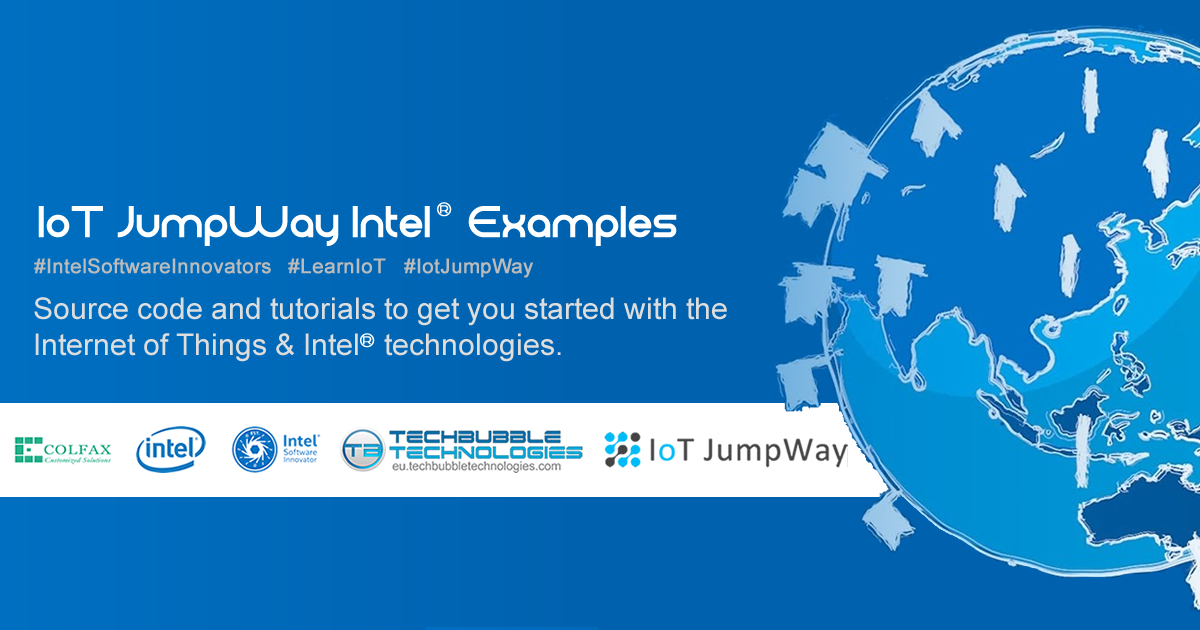 IoT JumpWay Intel® Examples
#IntelSoftwareInnovators #LearnIoT #IotJumpWay
Source code and tutorials to get you started with the
Internet of Things & Intel® technologies.
COLFAX
Customized Solutions
intel®
Intel®
Software
Innovator
TB
TECHBUBBLE
TECHNOLOGIES
eu.techbubbletechnologies.com
IoT JumpWay